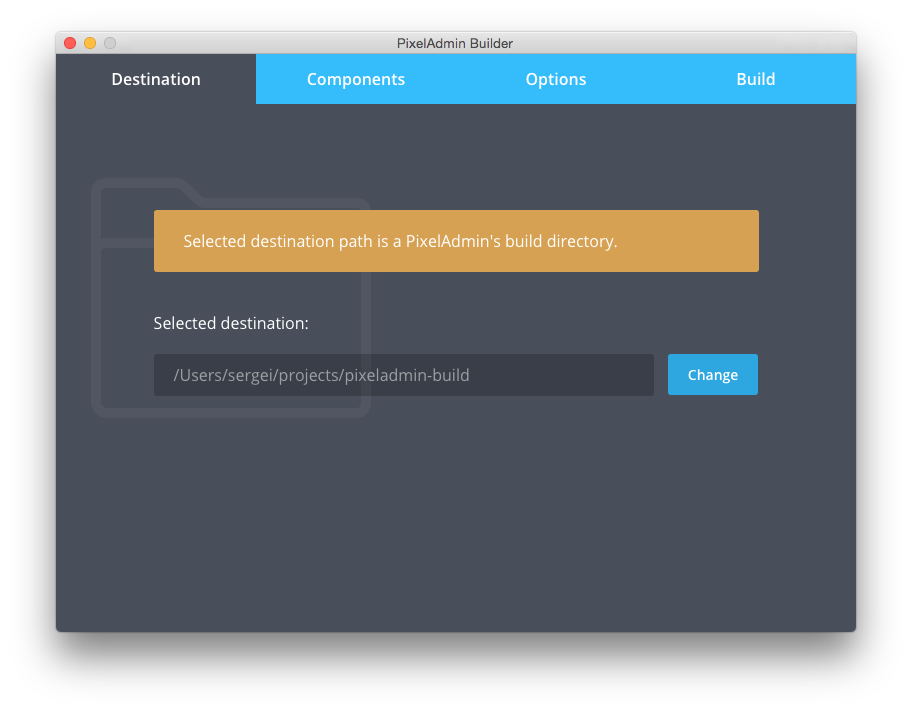 PixelAdmin Builder
Destination
Components
Options
Build
Selected destination path is a PixelAdmin's build directory.
Selected destination:
/Users/sergei/projects/pixeladmin-build
Change